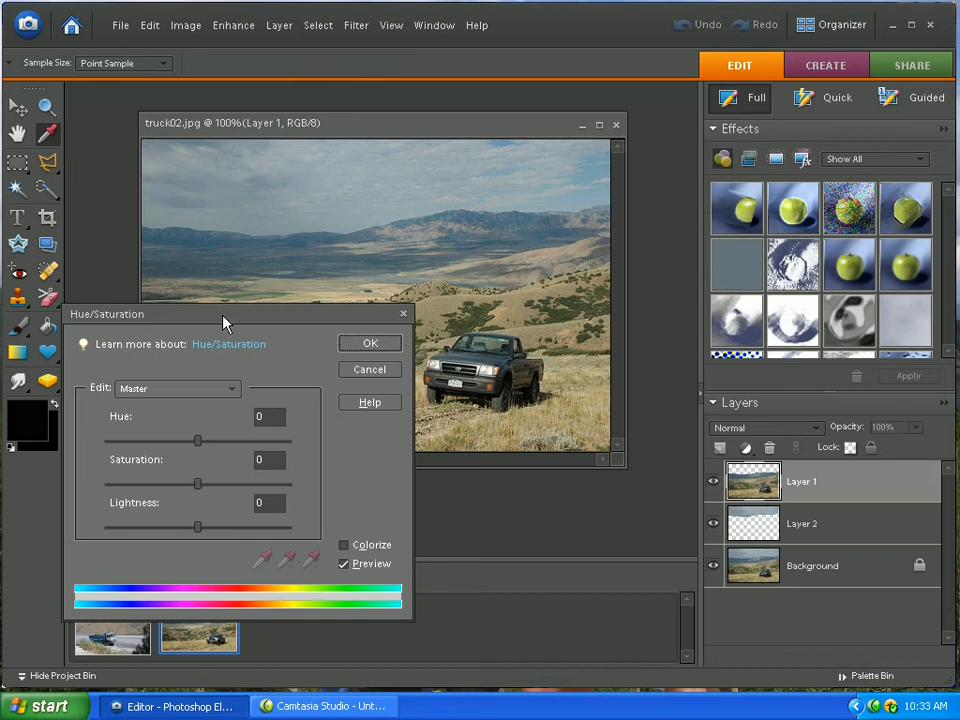 File Edit Image Enhance Layer Select Filter View Window Help
Undo Redo Organizer
Sample Size: Point Sample
EDIT CREATE SHARE
Full Quick Guided
truck02.jpg @ 100%(Layer 1, RGB/8)
Effects
Show All
Hue/Saturation
Learn more about: Hue/Saturation
OK
Cancel
Help
Edit: Master
Hue: 0
Saturation: 0
Lightness: 0
Colorize
Preview
Apply
Layers
Normal Opacity: 100%
Lock:
Layer 1
Layer 2
Background
Hide Project Bin
Palette Bin
start
Editor - Photoshop El...
Camtasia Studio - Unt...
10:33 AM